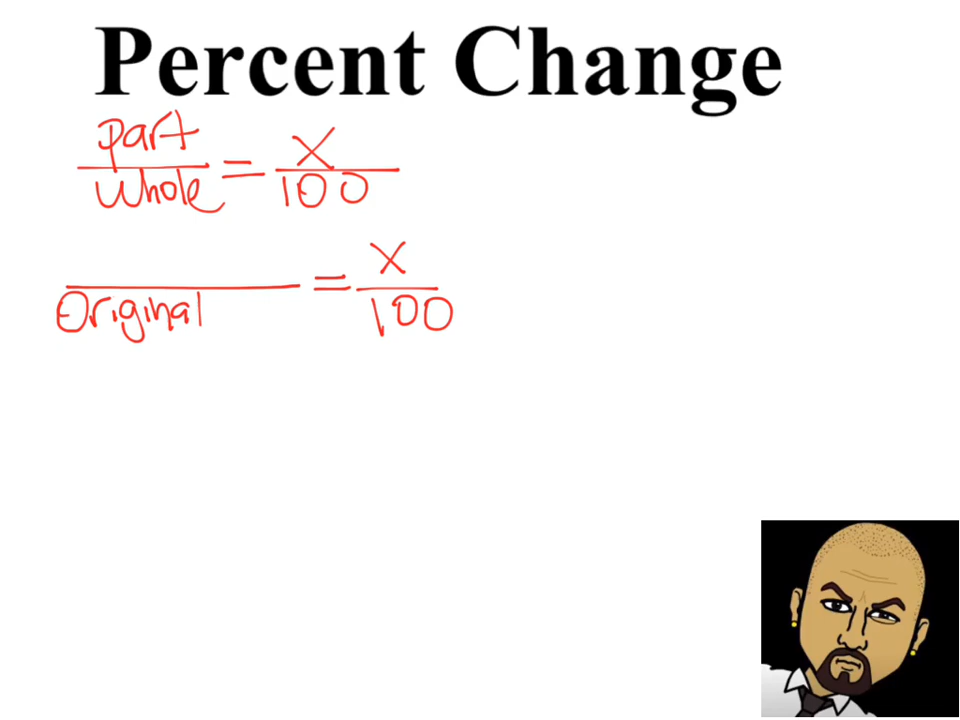 Percent Change
part
whole = x
100
= x
Original 100